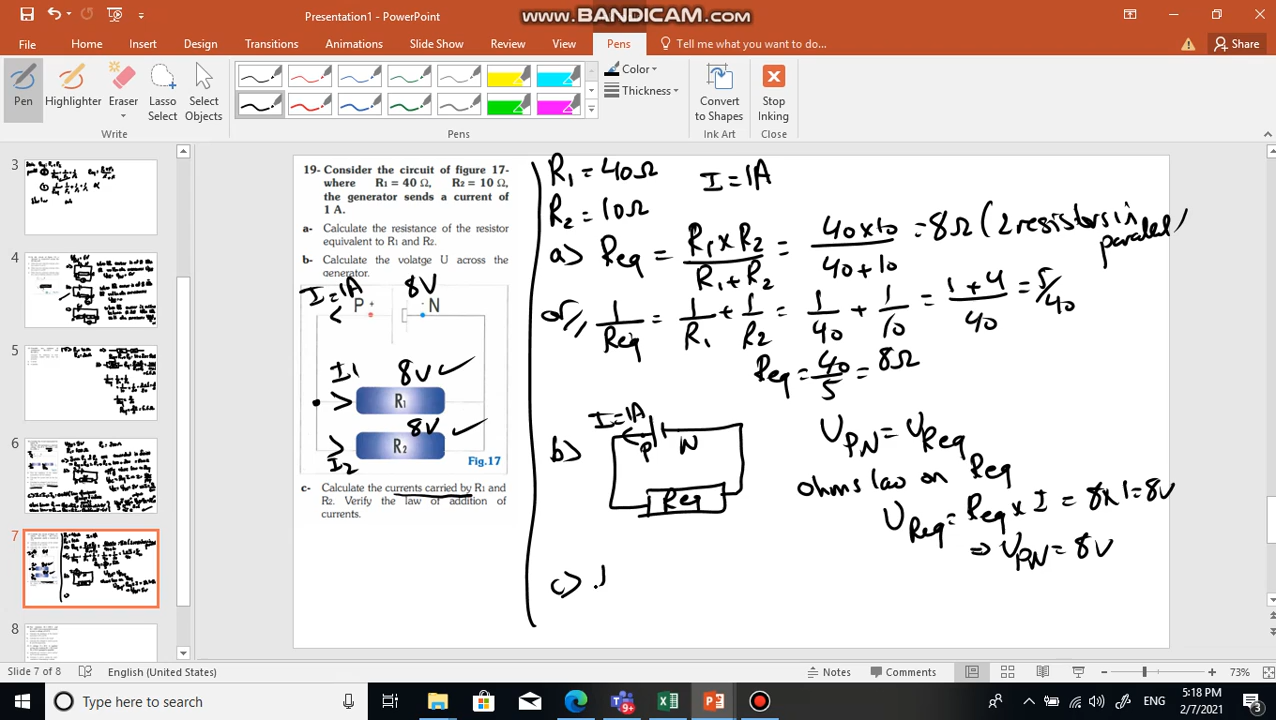 Presentation1 - PowerPoint
www.BANDICAM.com
File Home Insert Design Transitions Animations Slide Show Review View Pens Tell me what you want to do... Share
Pen Highlighter Eraser Lasso Select Select Objects
Color
Thickness
Convert to Shapes
Stop Inking
Write Pens Ink Art Close
3
4
5
6
7
8
19- Consider the circuit of figure 17-
where R1 = 40 Ω, R2 = 10 Ω,
the generator sends a current of
1 A.
a- Calculate the resistance of the resistor
equivalent to R1 and R2.
b- Calculate the volatge U across the
generator.
I=1A 8V
P + - N
I1 8V
R1
8V
R2
I2
Fig.17
c- Calculate the currents carried by R1 and
R2. Verify the law of addition of
currents.
R1 = 40Ω I = 1A
R2 = 10Ω
a> Req = R1 x R2 / R1 + R2 = 40x10 / 40+10 = 8Ω (2 resistors in
paralel)
or// 1/Req = 1/R1 + 1/R2 = 1/40 + 1/10 = 1+4/40 = 5/40
Req = 40/5 = 8Ω
b> I=1A P N Req
UPN = UReq
ohms law on Req
UReq = Req x I = 8x1 = 8V
⇒ UPN = 8V
c>
Slide 7 of 8 English (United States) Notes Comments 73%
Type here to search
9+
ENG
5:18 PM
2/7/2021
3